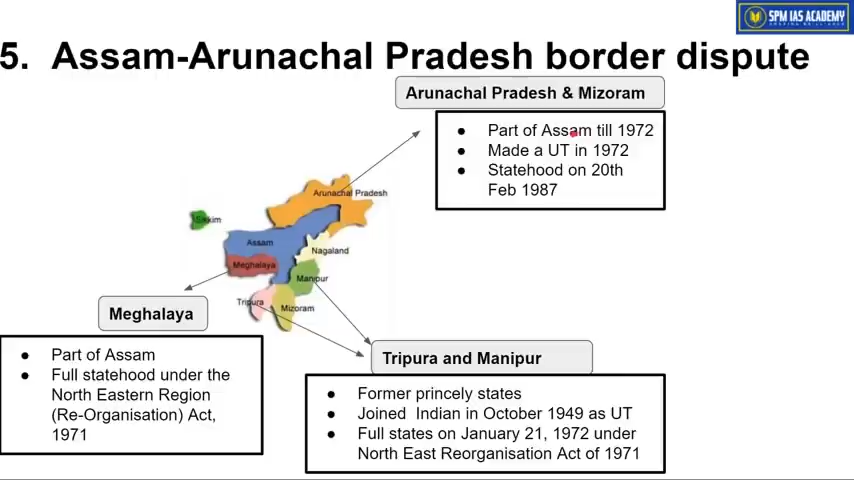 SPM IAS ACADEMY
5. Assam-Arunachal Pradesh border dispute
Arunachal Pradesh & Mizoram
● Part of Assam till 1972
● Made a UT in 1972
● Statehood on 20th
Feb 1987
Arunachal Pradesh
Sikkim
Assam
Nagaland
Meghalaya
Manipur
Tripura
Mizoram
Meghalaya
● Part of Assam
● Full statehood under the
North Eastern Region
(Re-Organisation) Act,
1971
Tripura and Manipur
● Former princely states
● Joined Indian in October 1949 as UT
● Full states on January 21, 1972 under
North East Reorganisation Act of 1971